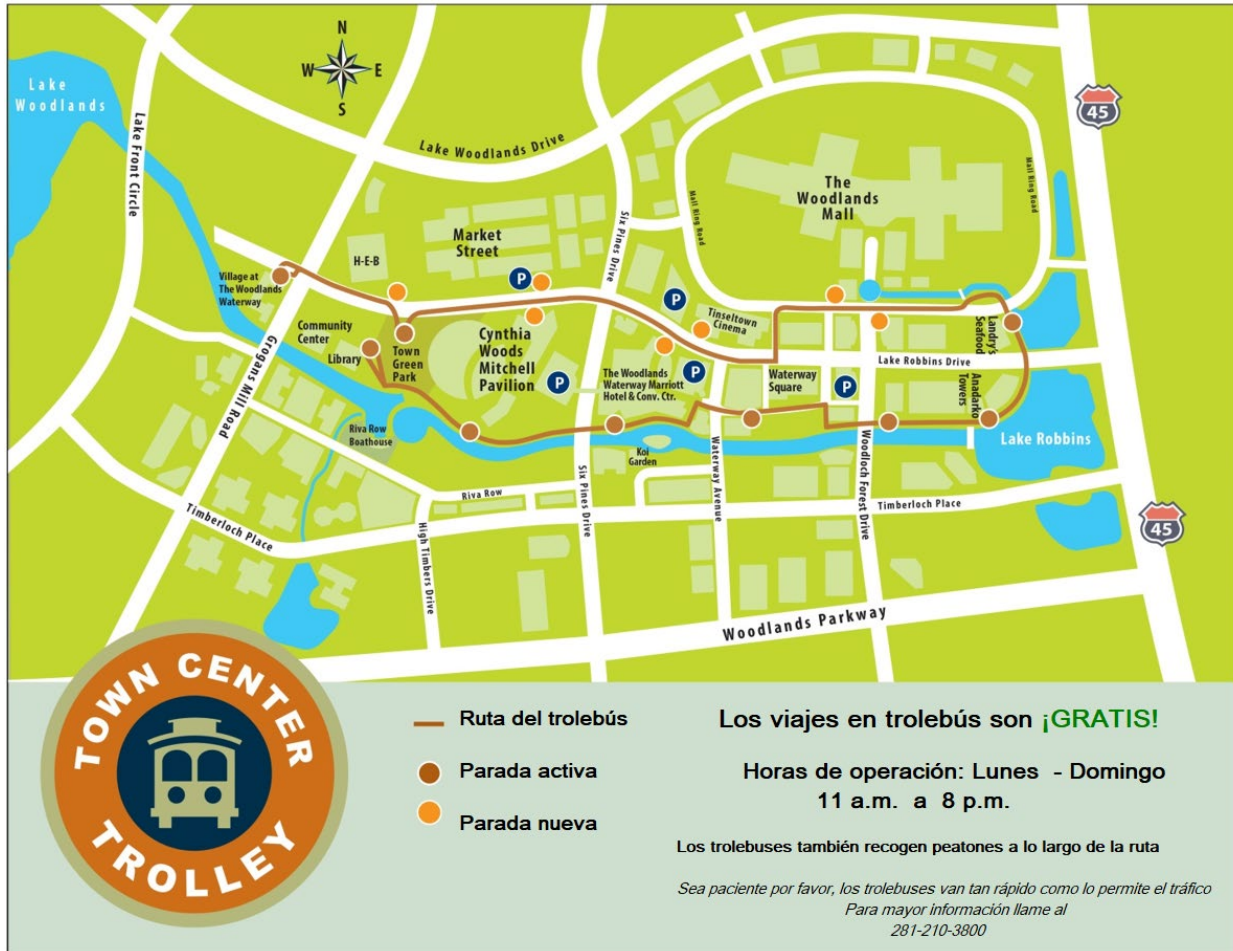 N
W E
S
Lake
Woodlands
Lake Front Circle
Lake Woodlands Drive
45
Mall Ring Road
The
Woodlands
Mall
Mall Ring Road
Six Pines Drive
Market
Street
H-E-B
P
P
Village at
The Woodlands
Waterway
Community
Center
Library
Town
Green
Park
Cynthia
Woods
Mitchell
Pavilion
P
Tinseltown
Cinema
Landry's
Seafood
Lake Robbins Drive
The Woodlands
Waterway Marriott
Hotel & Conv. Ctr.
P
Waterway
Square
P
Anadarko
Towers
Grogans Mill Road
Riva Row
Boathouse
Koi
Garden
Lake Robbins
Waterway Avenue
Woodloch Forest Drive
Riva Row
Six Pines Drive
Timberloch Place
Timberloch Place
High Timbers Drive
45
Woodlands Parkway
TOWN CENTER
TROLLEY
Ruta del trolebús
Parada activa
Parada nueva
Los viajes en trolebús son ¡GRATIS!
Horas de operación: Lunes - Domingo
11 a.m. a 8 p.m.
Los trolebuses también recogen peatones a lo largo de la ruta
Sea paciente por favor, los trolebuses van tan rápido como lo permite el tráfico
Para mayor información llame al
281-210-3800